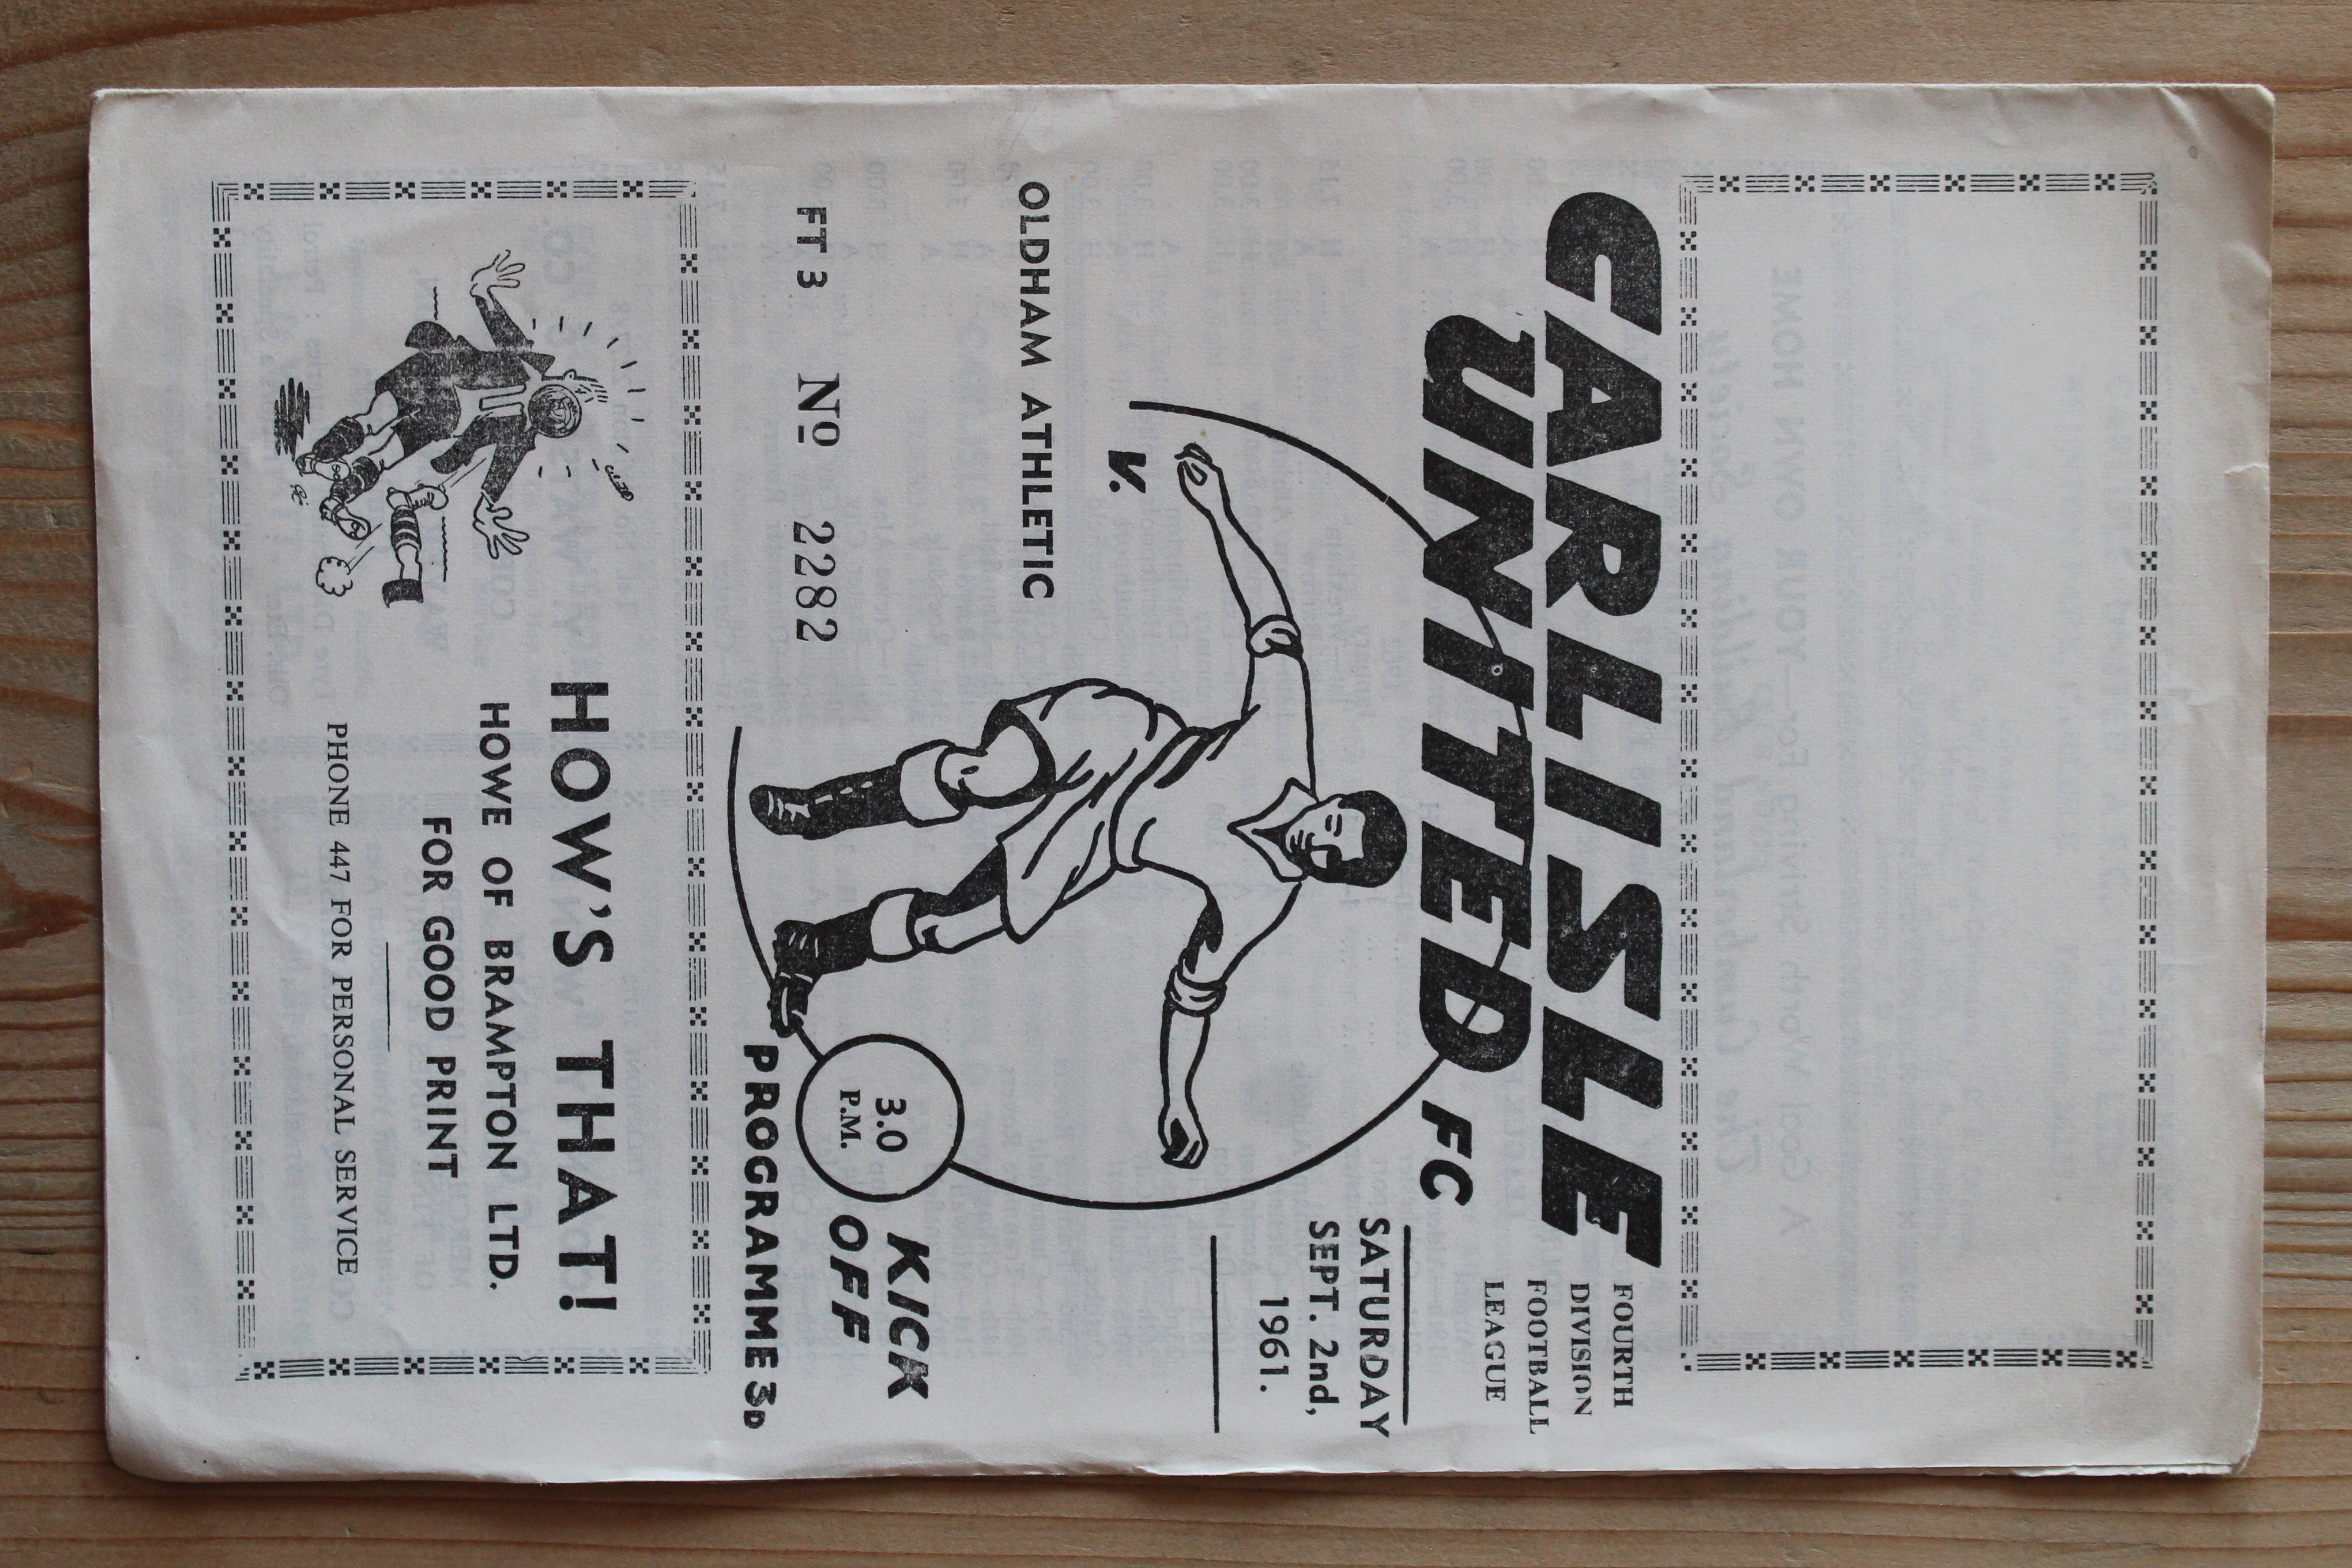 CARLISLE
UNITED FC
FOURTH
DIVISION
FOOTBALL
LEAGUE
SATURDAY
SEPT. 2nd,
1961.
V.
OLDHAM ATHLETIC
KICK
OFF
3.0
P.M.
FT 3 Nº 2282
PROGRAMME 3D
HOW'S THAT!
HOWE OF BRAMPTON LTD.
FOR GOOD PRINT
PHONE 447 FOR PERSONAL SERVICE